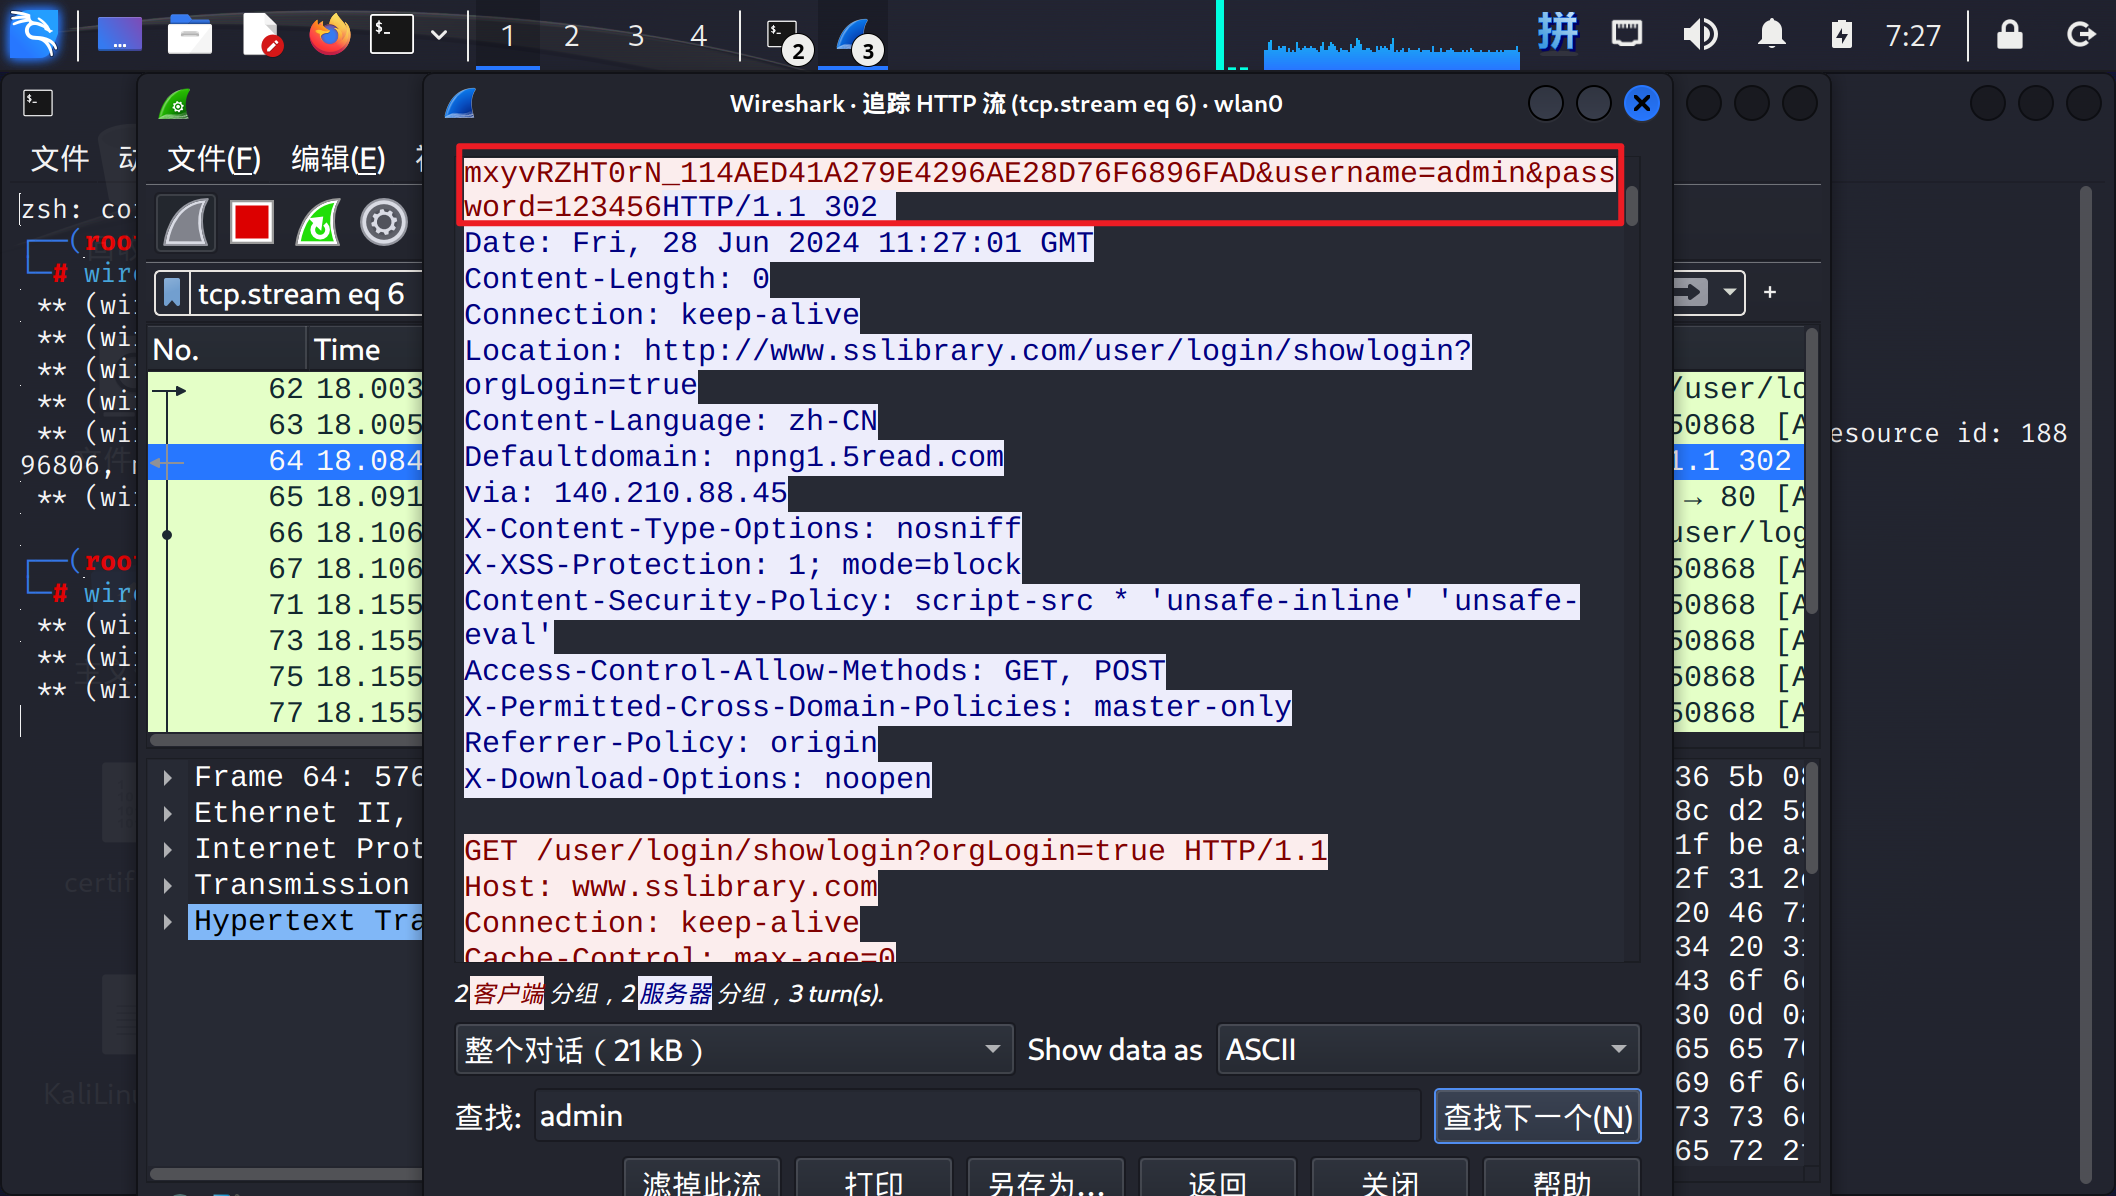 1 2 3 4 2 3 拼 7:27
Wireshark · 追踪 HTTP 流 (tcp.stream eq 6) · wlan0
文件 动
文件(F) 编辑(E)
zsh: co
(roo
# wire
** (wi
** (wi
** (wi
** (wi
** (wi
96806,
** (wi
(roo
# wire
** (wi
** (wi
** (wi
tcp.stream eq 6
+
No. Time
62 18.003
63 18.005
64 18.084
65 18.091
66 18.106
67 18.106
71 18.155
73 18.155
75 18.155
77 18.155
Frame 64: 576
Ethernet II,
Internet Prot
Transmission
Hypertext Tra
mxyvRZHT0rN_114AED41A279E4296AE28D76F6896FAD&username=admin&pass
word=123456HTTP/1.1 302
Date: Fri, 28 Jun 2024 11:27:01 GMT
Content-Length: 0
Connection: keep-alive
Location: http://www.sslibrary.com/user/login/showlogin?
orgLogin=true
Content-Language: zh-CN
Defaultdomain: npng1.5read.com
via: 140.210.88.45
X-Content-Type-Options: nosniff
X-XSS-Protection: 1; mode=block
Content-Security-Policy: script-src * 'unsafe-inline' 'unsafe-
eval'
Access-Control-Allow-Methods: GET, POST
X-Permitted-Cross-Domain-Policies: master-only
Referrer-Policy: origin
X-Download-Options: noopen
GET /user/login/showlogin?orgLogin=true HTTP/1.1
Host: www.sslibrary.com
Connection: keep-alive
Cache-Control: max-age=0
2 客户端 分组，2 服务器 分组，3 turn(s).
整个对话（21 kB） Show data as ASCII
查找: admin 查找下一个(N)
滤掉此流 打印 另存为… 返回 关闭 帮助
/user/lo
50868 [A
1.1 302
→ 80 [A
user/log
50868 [A
50868 [A
50868 [A
50868 [A
50868 [A
esource id: 188
36 5b 08
8c d2 58
1f be a
2f 31 2
20 46 72
34 20 31
43 6f 6
30 0d 0a
65 65 70
69 6f 6
73 73 6
65 72 2
certif
KaliLinu